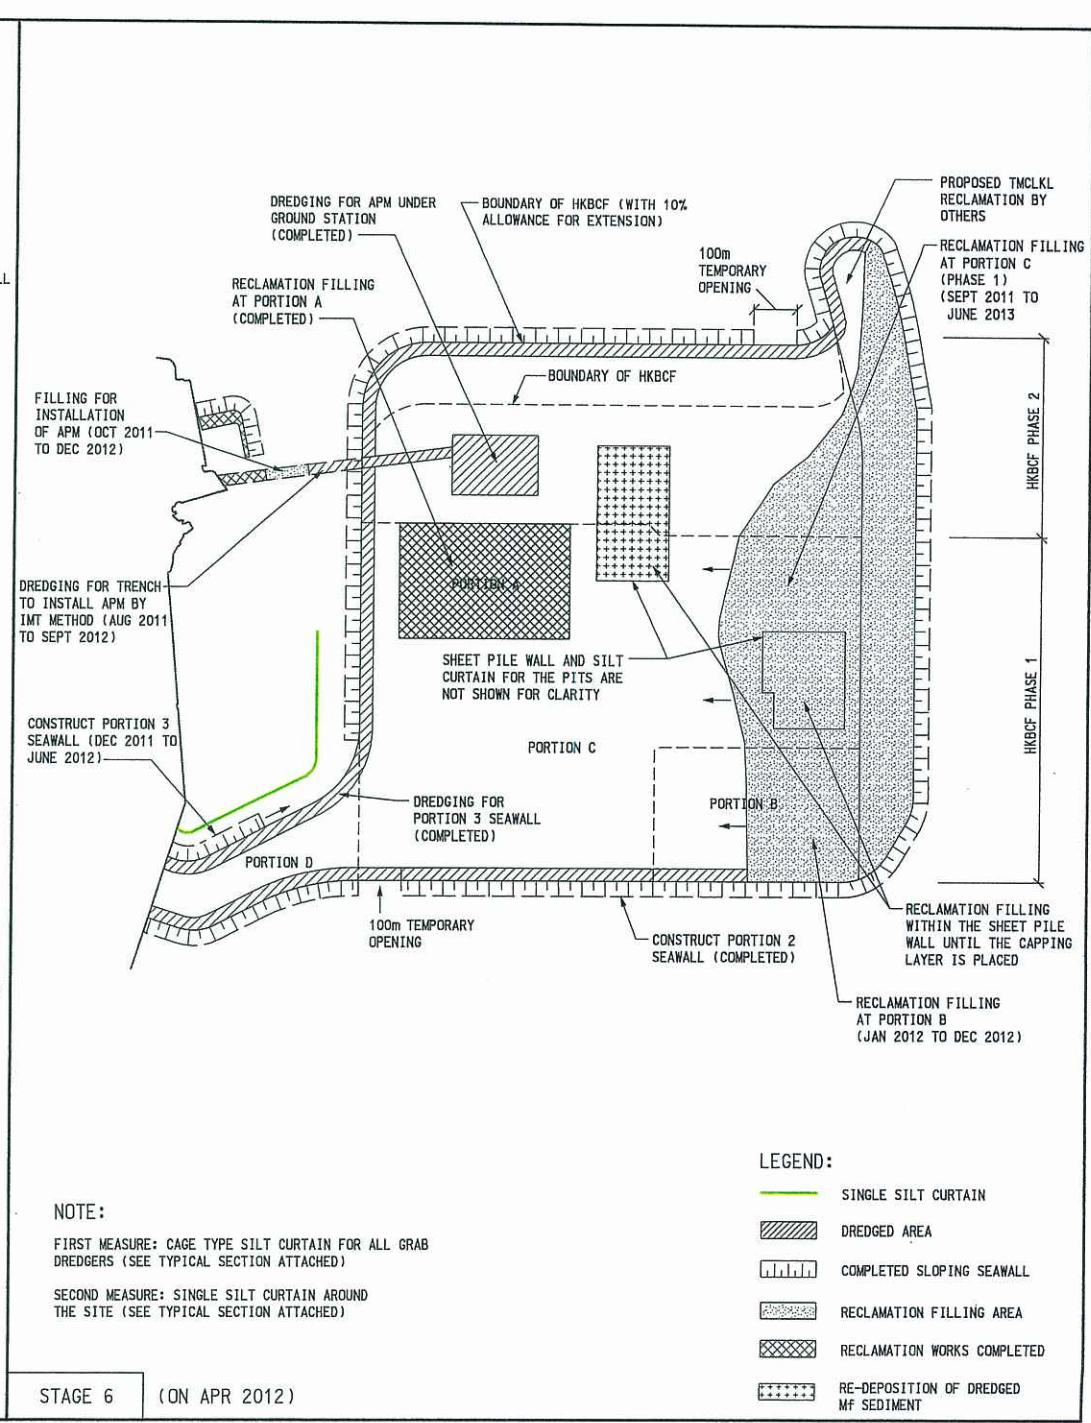 LL
PROPOSED TMCLKL
RECLAMATION BY
OTHERS
DREDGING FOR APM UNDER
GROUND STATION
(COMPLETED)
BOUNDARY OF HKBCF (WITH 10%
ALLOWANCE FOR EXTENSION)
100m
TEMPORARY
OPENING
RECLAMATION FILLING
AT PORTION C
(PHASE 1)
(SEPT 2011 TO
JUNE 2013
RECLAMATION FILLING
AT PORTION A
(COMPLETED)
BOUNDARY OF HKBCF
FILLING FOR
INSTALLATION
OF APM (OCT 2011
TO DEC 2012)
HKBCF PHASE 2
DREDGING FOR TRENCH
TO INSTALL APM BY
IMT METHOD (AUG 2011
TO SEPT 2012)
PORTION A
SHEET PILE WALL AND SILT
CURTAIN FOR THE PITS ARE
NOT SHOWN FOR CLARITY
HKBCF PHASE 1
CONSTRUCT PORTION 3
SEAWALL (DEC 2011 TO
JUNE 2012)
PORTION C
DREDGING FOR
PORTION 3 SEAWALL
(COMPLETED)
PORTION B
PORTION D
100m TEMPORARY
OPENING
CONSTRUCT PORTION 2
SEAWALL (COMPLETED)
RECLAMATION FILLING
WITHIN THE SHEET PILE
WALL UNTIL THE CAPPING
LAYER IS PLACED
RECLAMATION FILLING
AT PORTION B
(JAN 2012 TO DEC 2012)
LEGEND:
SINGLE SILT CURTAIN
DREDGED AREA
COMPLETED SLOPING SEAWALL
RECLAMATION FILLING AREA
RECLAMATION WORKS COMPLETED
RE-DEPOSITION OF DREDGED
Mf SEDIMENT
NOTE:
FIRST MEASURE: CAGE TYPE SILT CURTAIN FOR ALL GRAB
DREDGERS (SEE TYPICAL SECTION ATTACHED)
SECOND MEASURE: SINGLE SILT CURTAIN AROUND
THE SITE (SEE TYPICAL SECTION ATTACHED)
STAGE 6 (ON APR 2012)